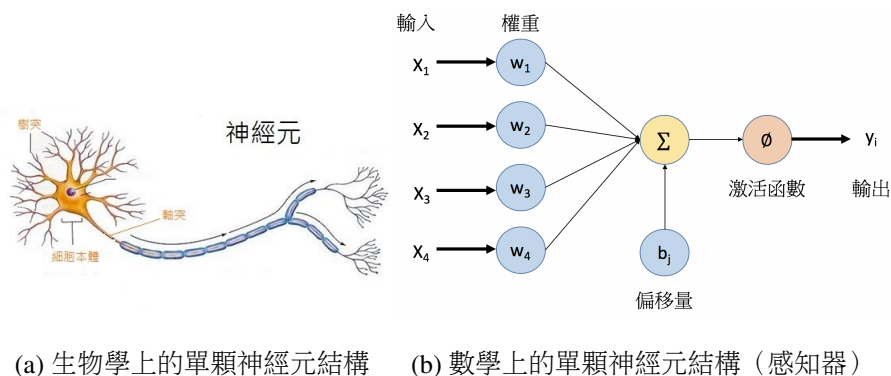 樹突
神經元
軸突
細胞本體
輸入
權重
X₁
w₁
X₂
w₂
X₃
w₃
X₄
w₄
Σ
Ø
yᵢ
激活函數
輸出
bⱼ
偏移量
(a) 生物學上的單顆神經元結構
(b) 數學上的單顆神經元結構（感知器）